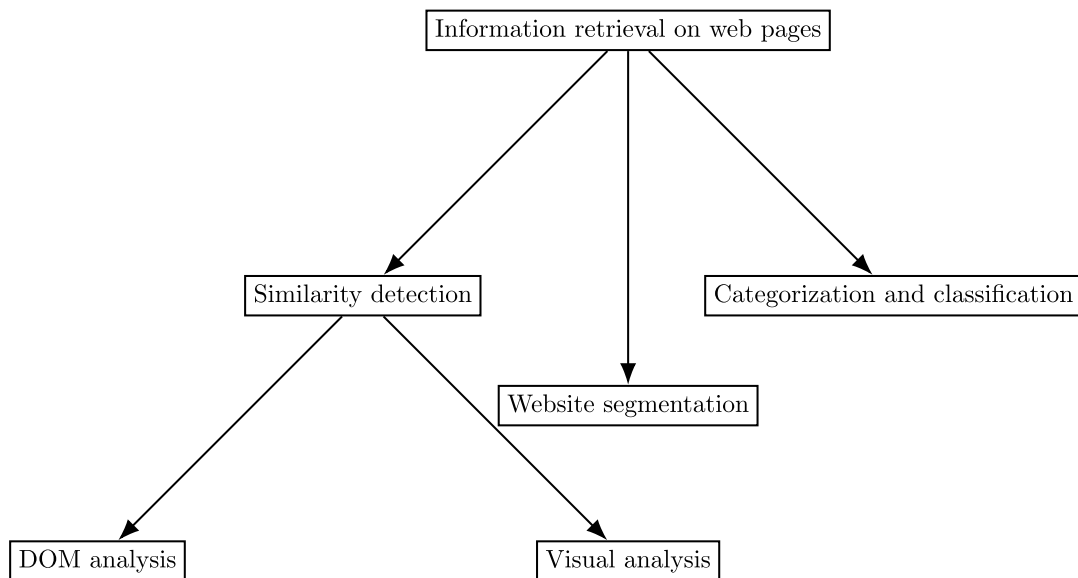 Information retrieval on web pages
Similarity detection
Categorization and classification
Website segmentation
DOM analysis
Visual analysis